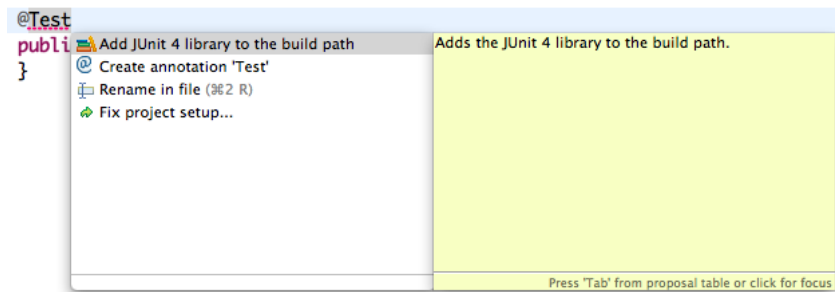 @Test
publi
}
Add JUnit 4 library to the build path
@ Create annotation 'Test'
Rename in file (⌘2 R)
Fix project setup...
Adds the JUnit 4 library to the build path.
Press 'Tab' from proposal table or click for focus